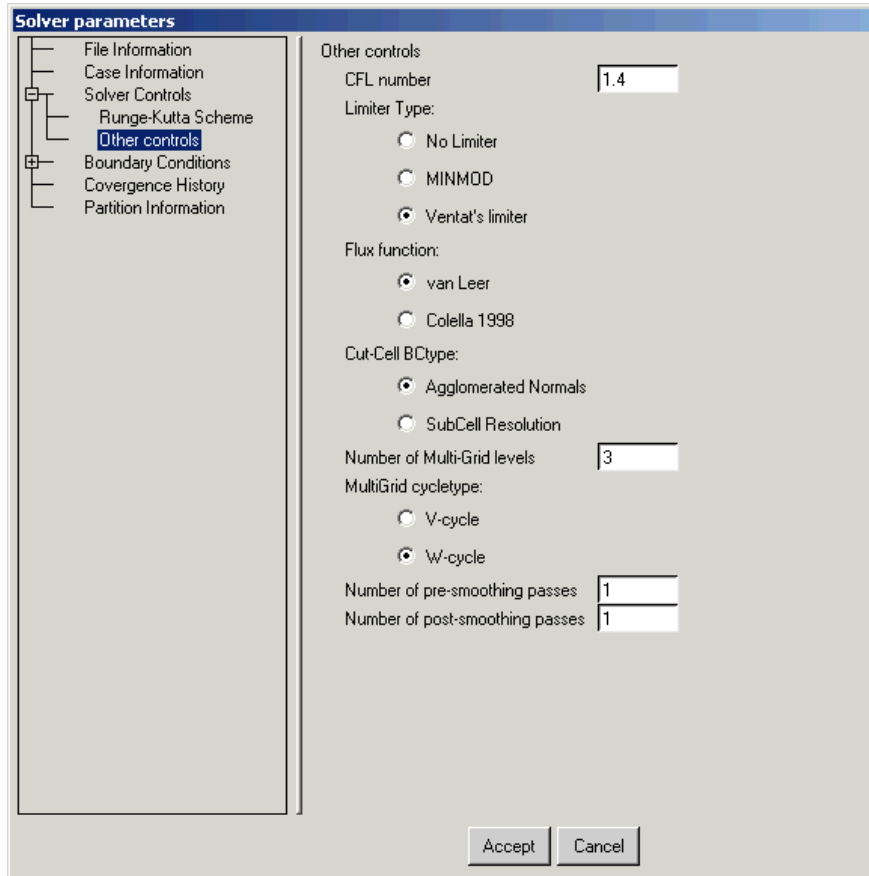 Solver parameters
File Information
Case Information
Solver Controls
Runge-Kutta Scheme
Other controls
Boundary Conditions
Covergence History
Partition Information
Other controls
CFL number 1.4
Limiter Type:
No Limiter
MINMOD
Ventat's limiter
Flux function:
van Leer
Colella 1998
Cut-Cell BCtype:
Agglomerated Normals
SubCell Resolution
Number of Multi-Grid levels 3
MultiGrid cycletype:
V-cycle
W-cycle
Number of pre-smoothing passes 1
Number of post-smoothing passes 1
Accept Cancel